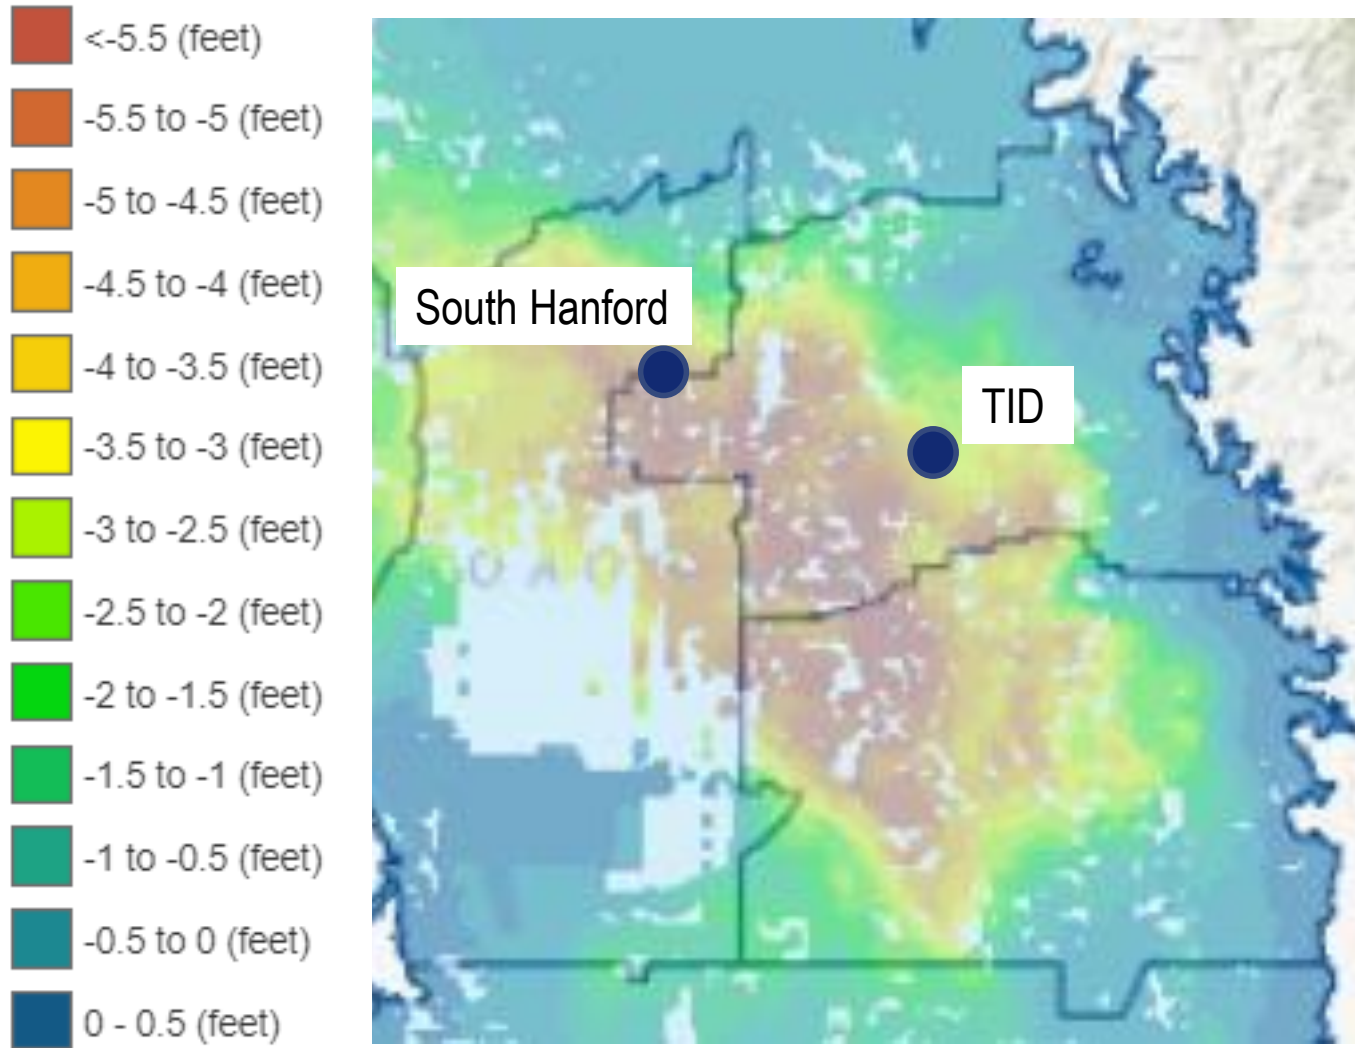 <-5.5 (feet)
-5.5 to -5 (feet)
-5 to -4.5 (feet)
-4.5 to -4 (feet)
-4 to -3.5 (feet)
-3.5 to -3 (feet)
-3 to -2.5 (feet)
-2.5 to -2 (feet)
-2 to -1.5 (feet)
-1.5 to -1 (feet)
-1 to -0.5 (feet)
-0.5 to 0 (feet)
0 - 0.5 (feet)
South Hanford
TID